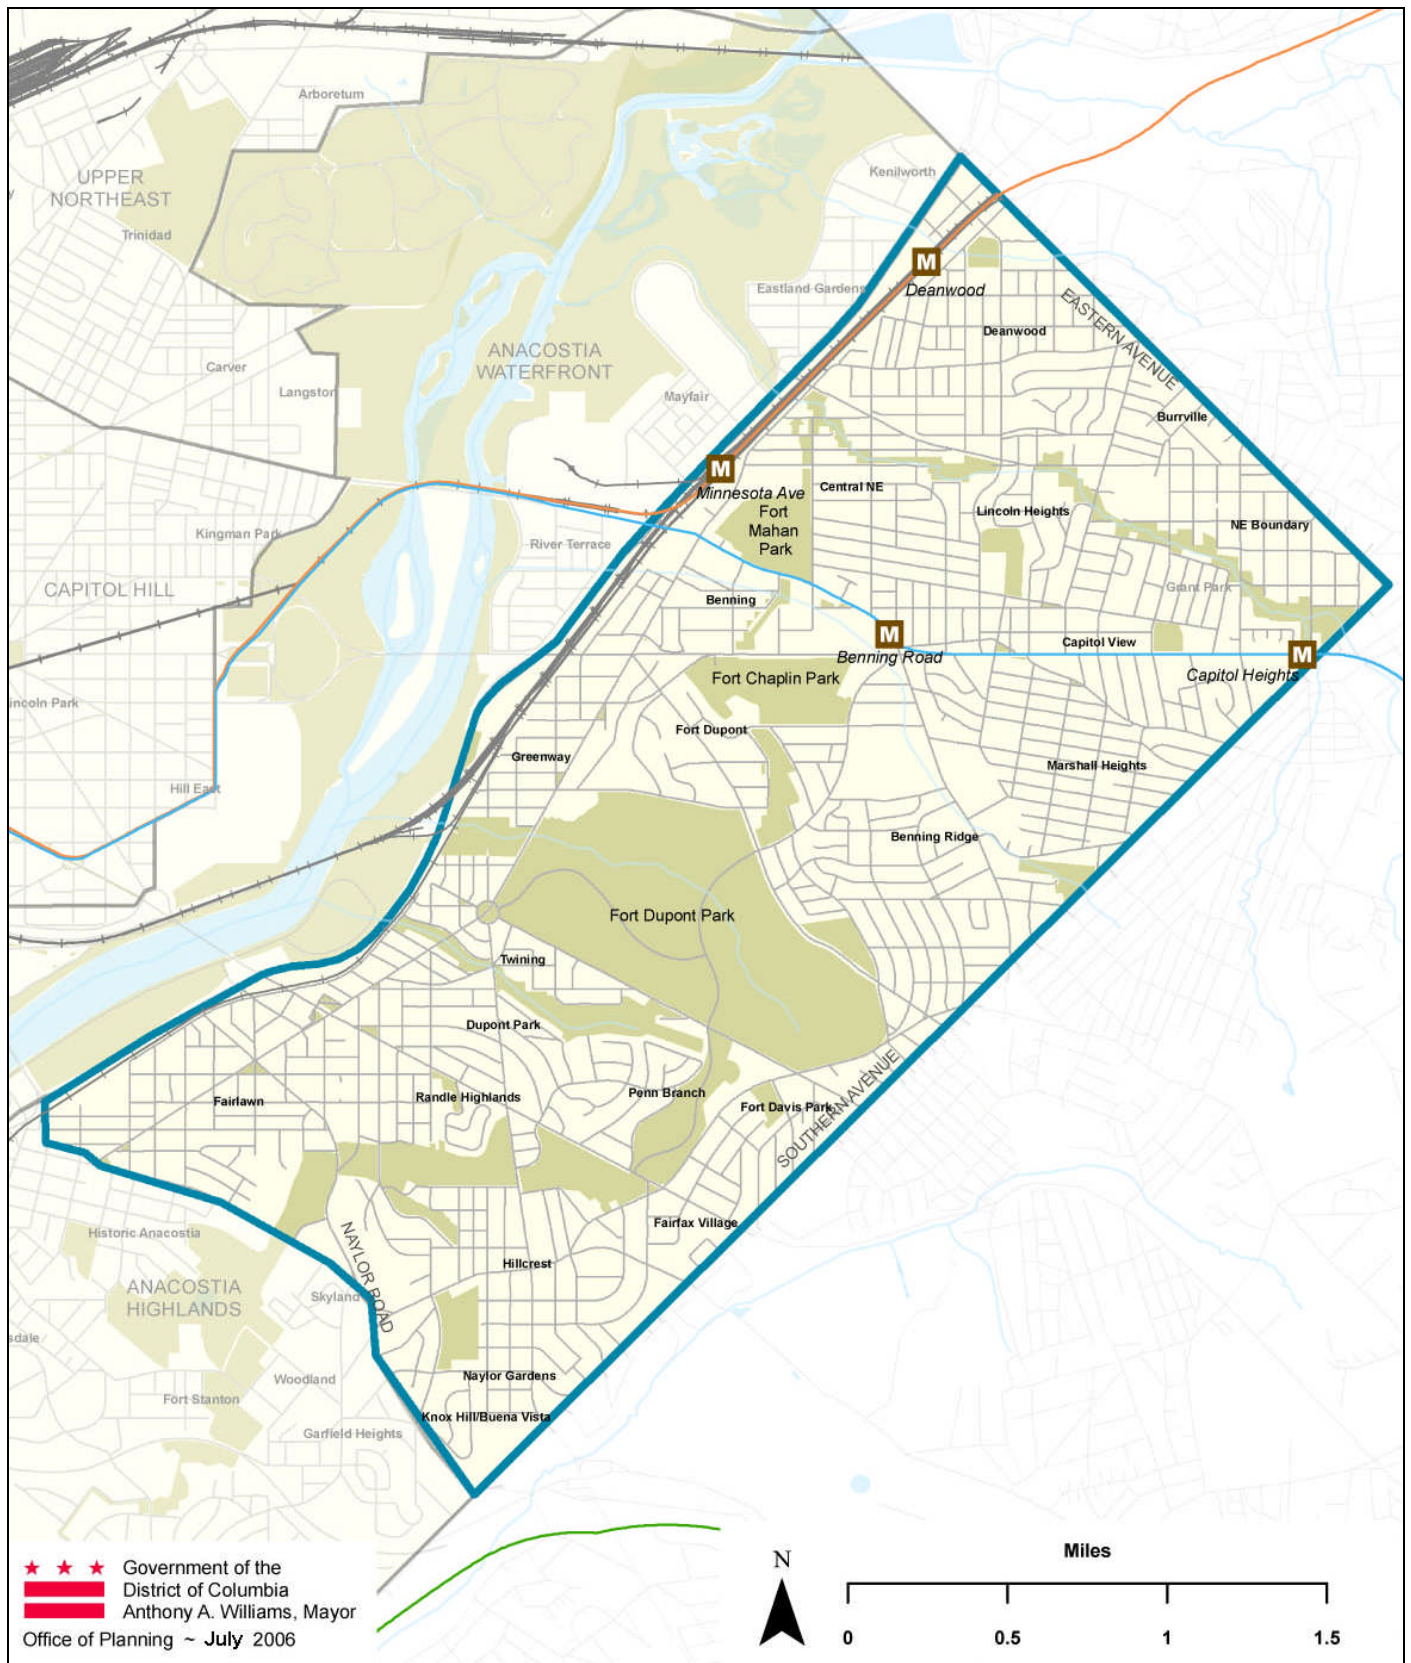 Arboretum
UPPER
NORTHEAST
Trinidad
Kenilworth
M
Deanwood
Eastland Gardens
Deanwood
EASTERN AVENUE
ANACOSTIA
WATERFRONT
Carver
Langston
Mayfair
Burrville
M
Minnesota Ave
Central NE
Fort
Mahan
Park
Lincoln Heights
NE Boundary
Kingman Park
River Terrace
CAPITOL HILL
Grant Park
Benning
M
Benning Road
Capitol View
M
Capitol Heights
Fort Chaplin Park
incoln Park
Fort Dupont
Greenway
Marshall Heights
Hill East
Benning Ridge
Fort Dupont Park
Twining
Dupont Park
SOUTHERN AVENUE
Fairlawn
Randle Highlands
Penn Branch
Fort Davis Park
Historic Anacostia
Fairfax Village
NAYLOR ROAD
Hillcrest
ANACOSTIA
HIGHLANDS
Skyland
sdale
Woodland
Naylor Gardens
Fort Stanton
Knox Hill/Buena Vista
Garfield Heights
Government of the
District of Columbia
Anthony A. Williams, Mayor
Office of Planning ~ July 2006
N
Miles
0 0.5 1 1.5